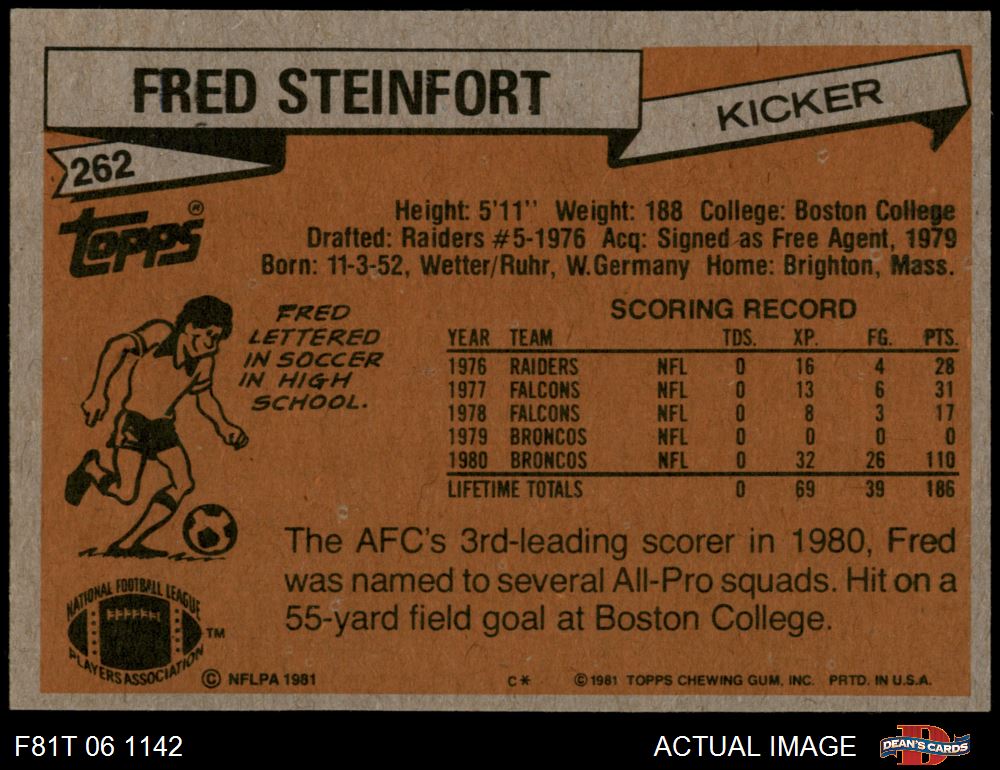 FRED STEINFORT
KICKER
262
TOPPS®
Height: 5'11" Weight: 188 College: Boston College
Drafted: Raiders #5-1976 Acq: Signed as Free Agent, 1979
Born: 11-3-52, Wetter/Ruhr, W.Germany Home: Brighton, Mass.
FRED
LETTERED
IN SOCCER
IN HIGH
SCHOOL.
SCORING RECORD
YEAR TEAM TDS. XP. FG. PTS.
1976 RAIDERS NFL 0 16 4 28
1977 FALCONS NFL 0 13 6 31
1978 FALCONS NFL 0 8 3 17
1979 BRONCOS NFL 0 0 0 0
1980 BRONCOS NFL 0 32 26 110
LIFETIME TOTALS 0 69 39 186
The AFC's 3rd-leading scorer in 1980, Fred
was named to several All-Pro squads. Hit on a
55-yard field goal at Boston College.
NATIONAL FOOTBALL LEAGUE
PLAYERS ASSOCIATION
TM
© NFLPA 1981
C*
© 1981 TOPPS CHEWING GUM, INC. PRTD. IN U.S.A.
F81T 06 1142
ACTUAL IMAGE
D
DEAN'S CARDS